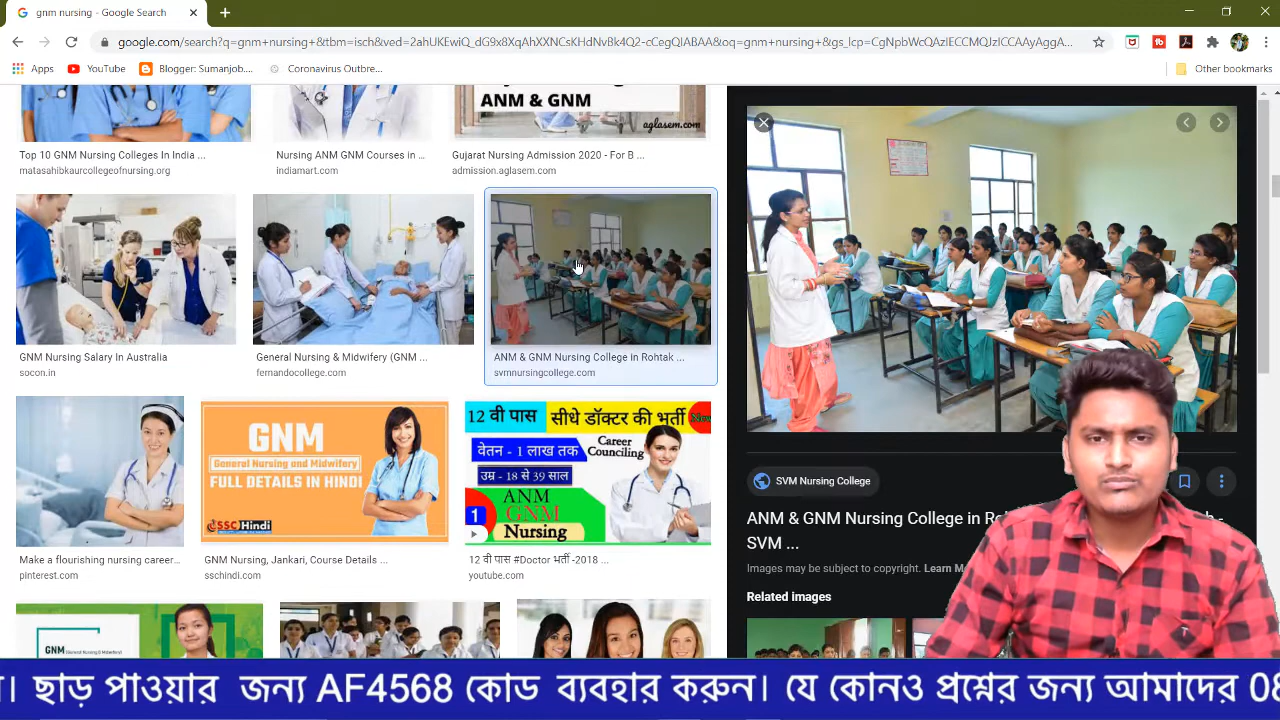 gnm nursing - Google Search
google.com/search?q=gnm+nursing+&tbm=isch&ved=2ahUKEwiQ_dG9x8XqAhXXNCsKHdNvBk4Q2-cCegQIABAA&oq=gnm+nursing+&gs_lcp=CgNpbWcQAzIECCMQJzICCAAyAggA...
Apps
YouTube
Blogger: Sumanjob...
Coronavirus Outbre...
Other bookmarks
ANM & GNM
aglasem.com
Top 10 GNM Nursing Colleges In India ...
matasahibkaurcollegeofnursing.org
Nursing ANM GNM Courses in ...
indiamart.com
Gujarat Nursing Admission 2020 - For B ...
admission.aglasem.com
GNM Nursing Salary In Australia
socon.in
General Nursing & Midwifery (GNM ...
fernandocollege.com
ANM & GNM Nursing College in Rohtak ...
svmnursingcollege.com
GNM
General Nursing and Midwifery
FULL DETAILS IN HINDI
SSC Hindi
12 वी पास
सीधे डॉक्टर की भर्ती
New
वेतन - 1 लाख तक
Career
Counciling
उम्र - 18 से 39 साल
1
ANM
GNM
Nursing
Make a flourishing nursing career...
pinterest.com
GNM Nursing, Jankari, Course Details ...
sschindi.com
12 वी पास #Doctor भर्ती -2018 ...
youtube.com
GNM
SVM Nursing College
ANM & GNM Nursing College in
SVM ...
Images may be subject to copyright. Learn
Related images
ছাড় পাওয়ার জন্য AF4568 কোড ব্যবহার করুন। যে কোনও প্রশ্নের জন্য আমাদের 08